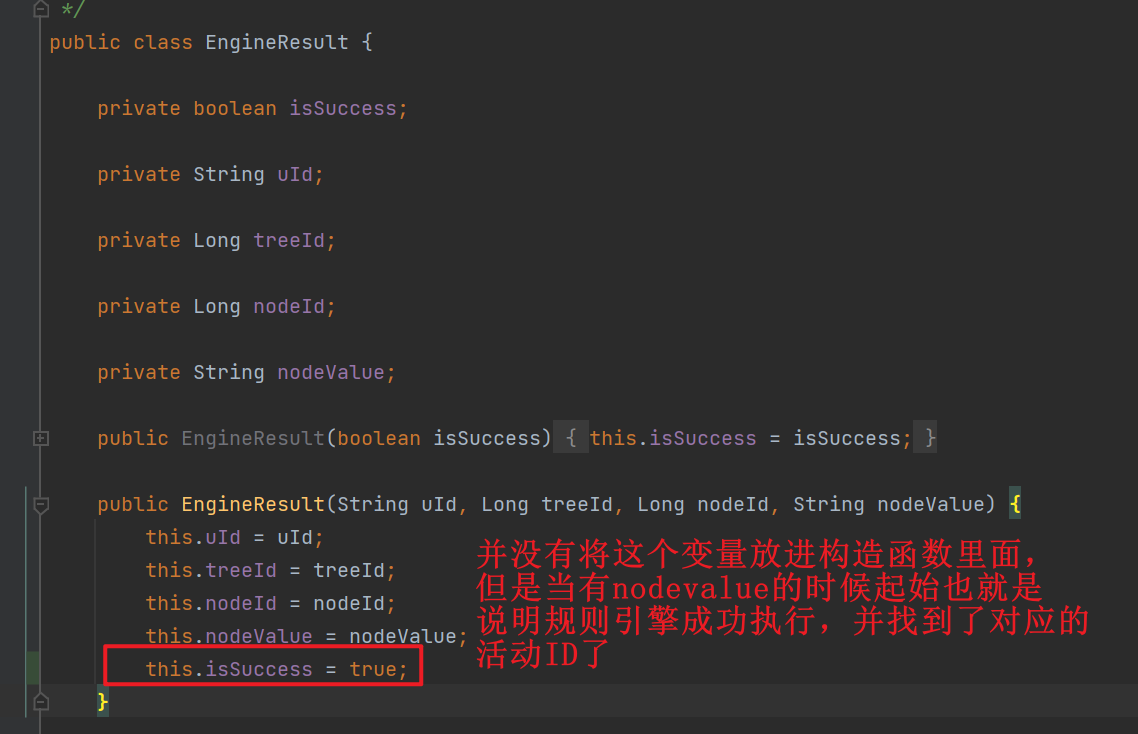 */
public class EngineResult {
private boolean isSuccess;
private String uId;
private Long treeId;
private Long nodeId;
private String nodeValue;
public EngineResult(boolean isSuccess) { this.isSuccess = isSuccess; }
public EngineResult(String uId, Long treeId, Long nodeId, String nodeValue) {
this.uId = uId;
this.treeId = treeId;
this.nodeId = nodeId;
this.nodeValue = nodeValue;
this.isSuccess = true;
}
并没有将这个变量放进构造函数里面，
但是当有nodevalue的时候起始也就是
说明规则引擎成功执行，并找到了对应的
活动ID了